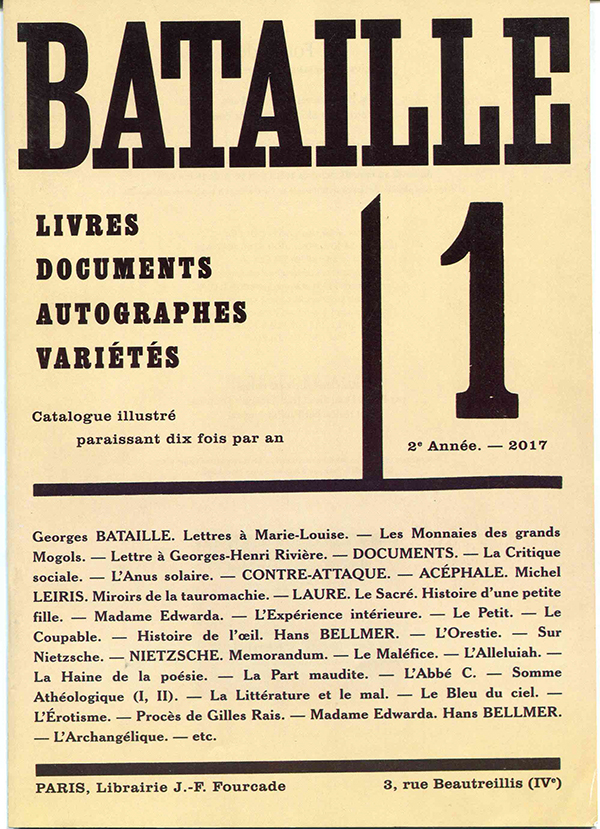 BATAILLE
LIVRES
DOCUMENTS
AUTOGRAPHES
VARIÉTÉS
1
Catalogue illustré
paraissant dix fois par an
2e Année. — 2017
Georges BATAILLE. Lettres à Marie-Louise. — Les Monnaies des grands
Mogols. — Lettre à Georges-Henri Rivière. — DOCUMENTS. — La Critique
sociale. — L'Anus solaire. — CONTRE-ATTAQUE. — ACÉPHALE. Michel
LEIRIS. Miroirs de la tauromachie. — LAURE. Le Sacré. Histoire d'une petite
fille. — Madame Edwarda. — L'Expérience intérieure. — Le Petit. — Le
Coupable. — Histoire de l'œil. Hans BELLMER. — L'Orestie. — Sur
Nietzsche. — NIETZSCHE. Memorandum. — Le Maléfice. — L'Alleluiah. —
La Haine de la poésie. — La Part maudite. — L'Abbé C. — Somme
Athéologique (I, II). — La Littérature et le mal. — Le Bleu du ciel. —
L'Érotisme. — Procès de Gilles Rais. — Madame Edwarda. Hans BELLMER.
— L'Archangélique. — etc.
PARIS, Librairie J.-F. Fourcade
3, rue Beautreillis (IVe)